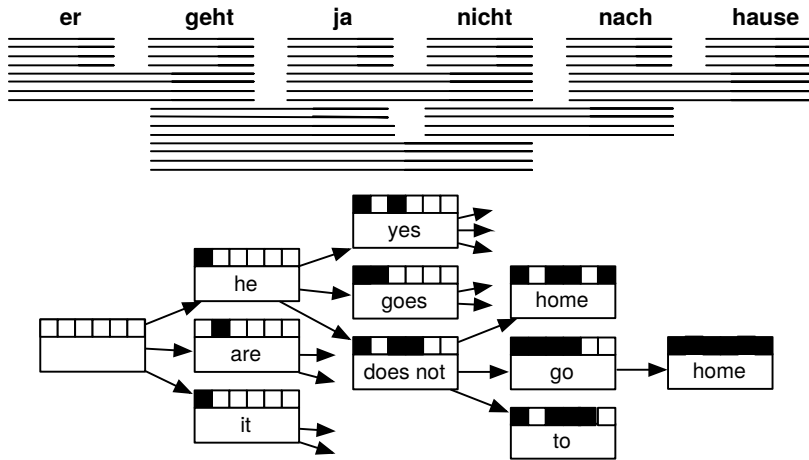 er geht ja nicht nach hause
yes
he
goes
home
are
does not
go
home
it
to